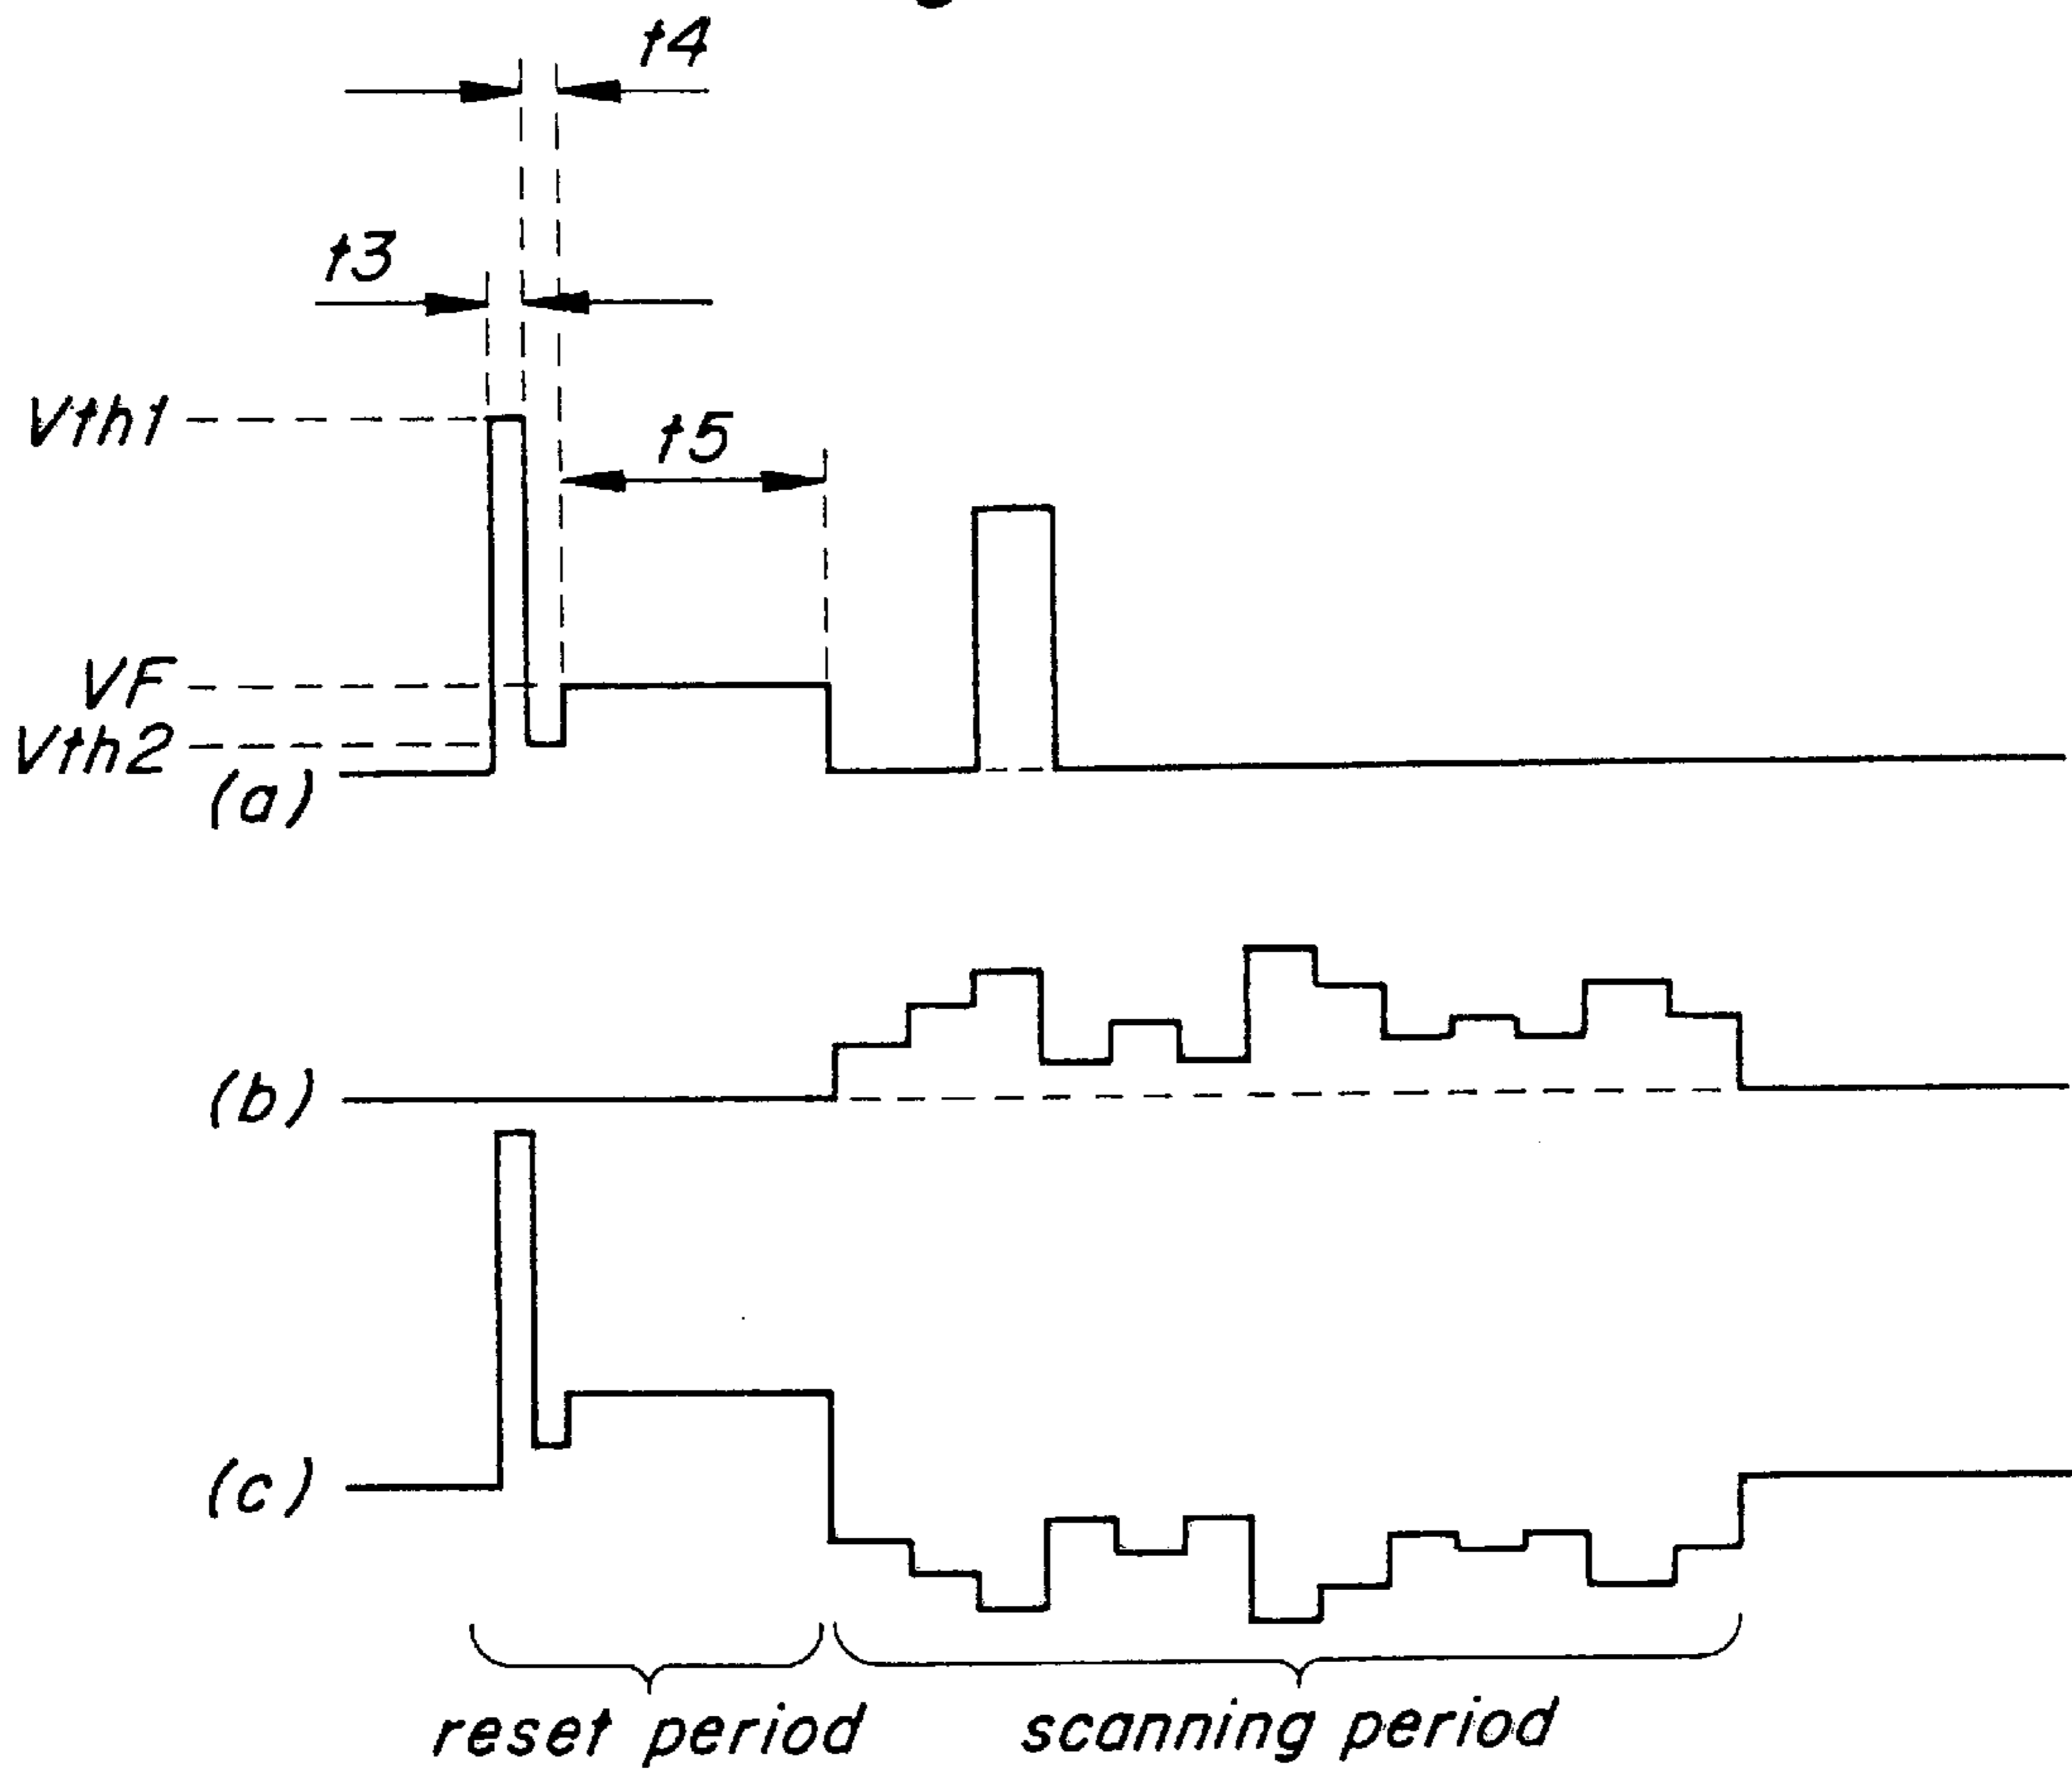 t4
t3
Vth1
t5
VF
Vth2
(a)
(b)
(c)
reset period
scanning period